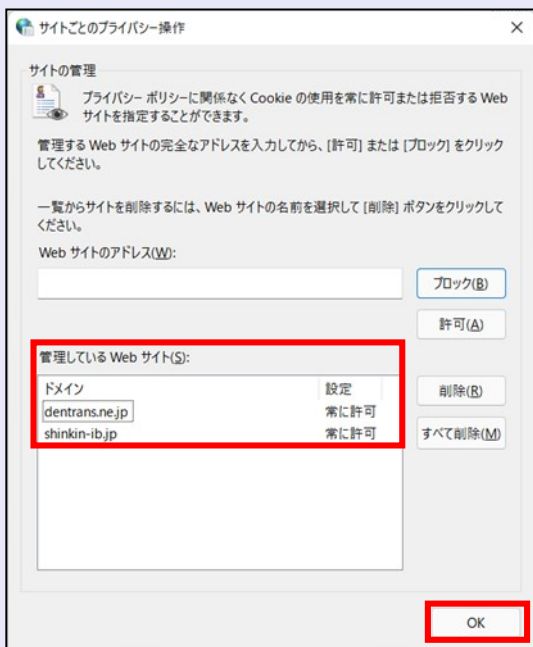 サイトごとのプライバシー操作
サイトの管理
プライバシー ポリシーに関係なく Cookie の使用を常に許可または拒否する Web
サイトを指定することができます。
管理する Web サイトの完全なアドレスを入力してから、[許可] または [ブロック] をクリック
してください。
一覧からサイトを削除するには、Web サイトの名前を選択して [削除] ボタンをクリックして
ください。
Web サイトのアドレス(W):
ブロック(B)
許可(A)
管理している Web サイト(S):
ドメイン 設定
削除(R)
dentrans.ne.jp 常に許可
shinkin-ib.jp 常に許可
すべて削除(M)
OK